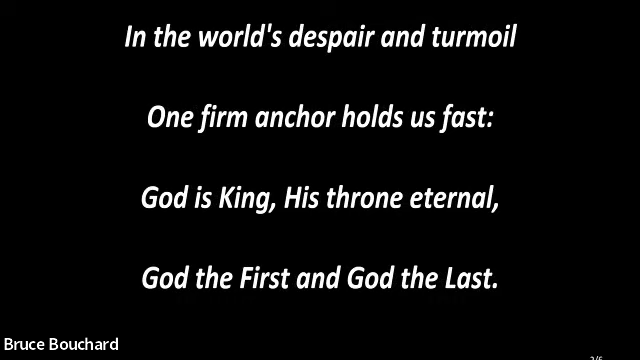 In the world's despair and turmoil
One firm anchor holds us fast:
God is King, His throne eternal,
God the First and God the Last.
Bruce Bouchard